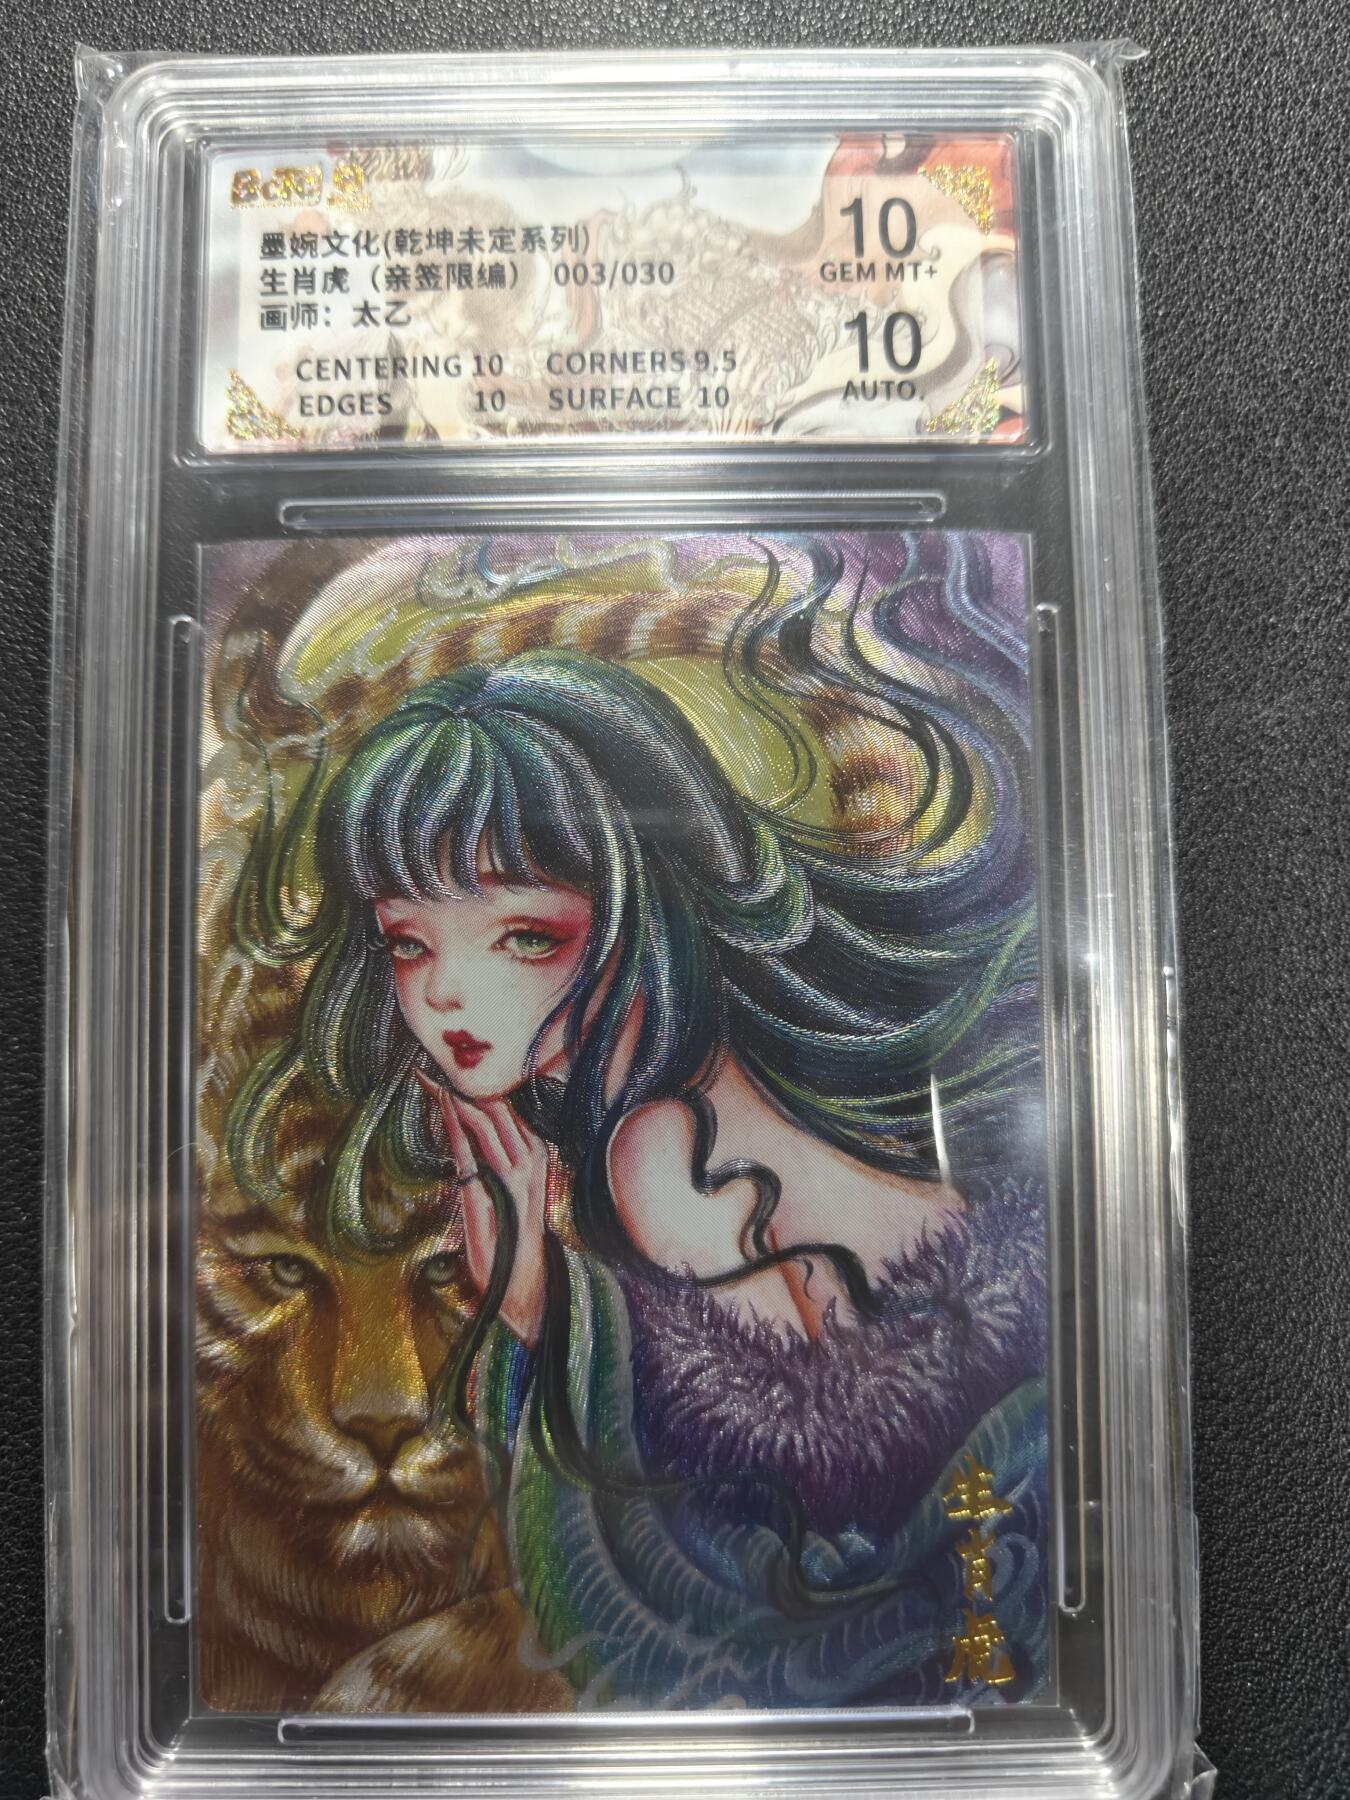 墨婉文化(乾坤未定系列)
生肖虎（亲签限编） 003/030
画师：太乙
10
GEM MT+
10
AUTO.
CENTERING 10 CORNERS 9.5
EDGES 10 SURFACE 10
生肖虎